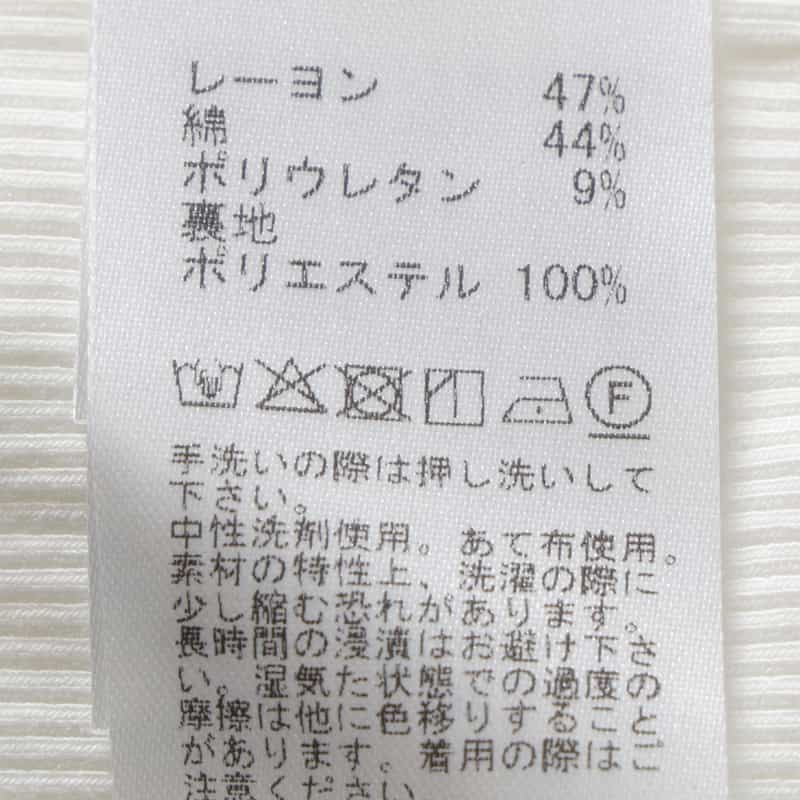 レーヨン 47%
綿 44%
ポリウレタン 9%
裏地
ポリエステル 100%
F
手洗いの際は押し洗いして
下さい。
中性洗剤使用。あて布使用。
素材の特性上、洗濯の際に
少し縮む恐れがあります。
長時間の浸漬はお避け下さ
い。湿気た状態での過度の
摩擦は他に色移りすること
があります。着用の際はご
注意ください